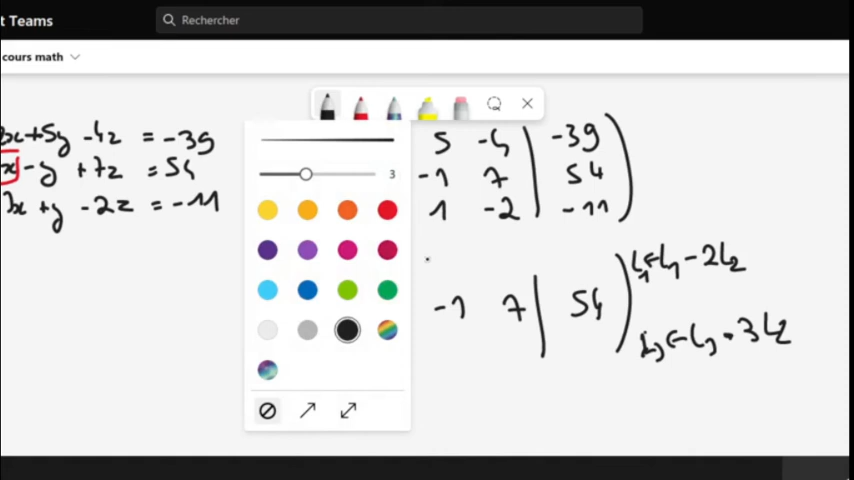 t Teams
Rechercher
cours math
x+5y -4z = -39
x-y +7z = 54
3x +y -2z = -11
3
5 -4 | -39
-1 7 | 54
1 -2 | -11
L1 ← L1 - 2L2
-1 7 | 54
L3 ← L3 - 3L2